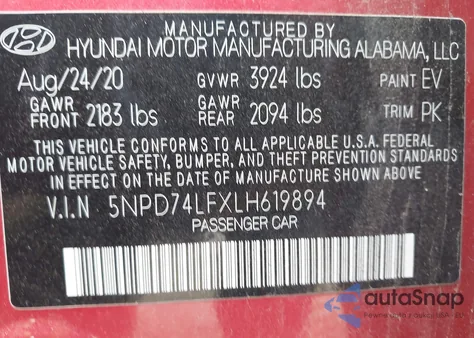 MANUFACTURED BY
HYUNDAI MOTOR MANUFACTURING ALABAMA, LLC
Aug/24/20 GVWR 3924 lbs PAINT EV
GAWR FRONT 2183 lbs GAWR REAR 2094 lbs TRIM PK
THIS VEHICLE CONFORMS TO ALL APPLICABLE U.S.A. FEDERAL
MOTOR VEHICLE SAFETY, BUMPER, AND THEFT PREVENTION
STANDARDS IN EFFECT ON THE DATE OF MANUFACTURE SHOWN ABOVE.
V.I.N 5NPD74LFXLH619894
PASSENGER CAR
autoSnap